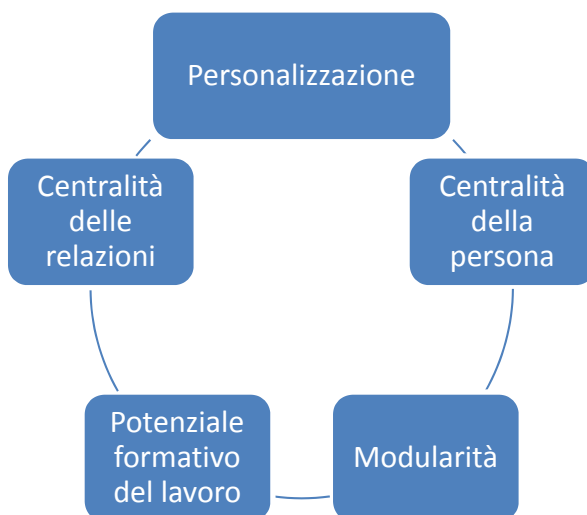 Personalizzazione
Centralità
delle
relazioni
Centralità
della
persona
Potenziale
formativo
del lavoro
Modularità